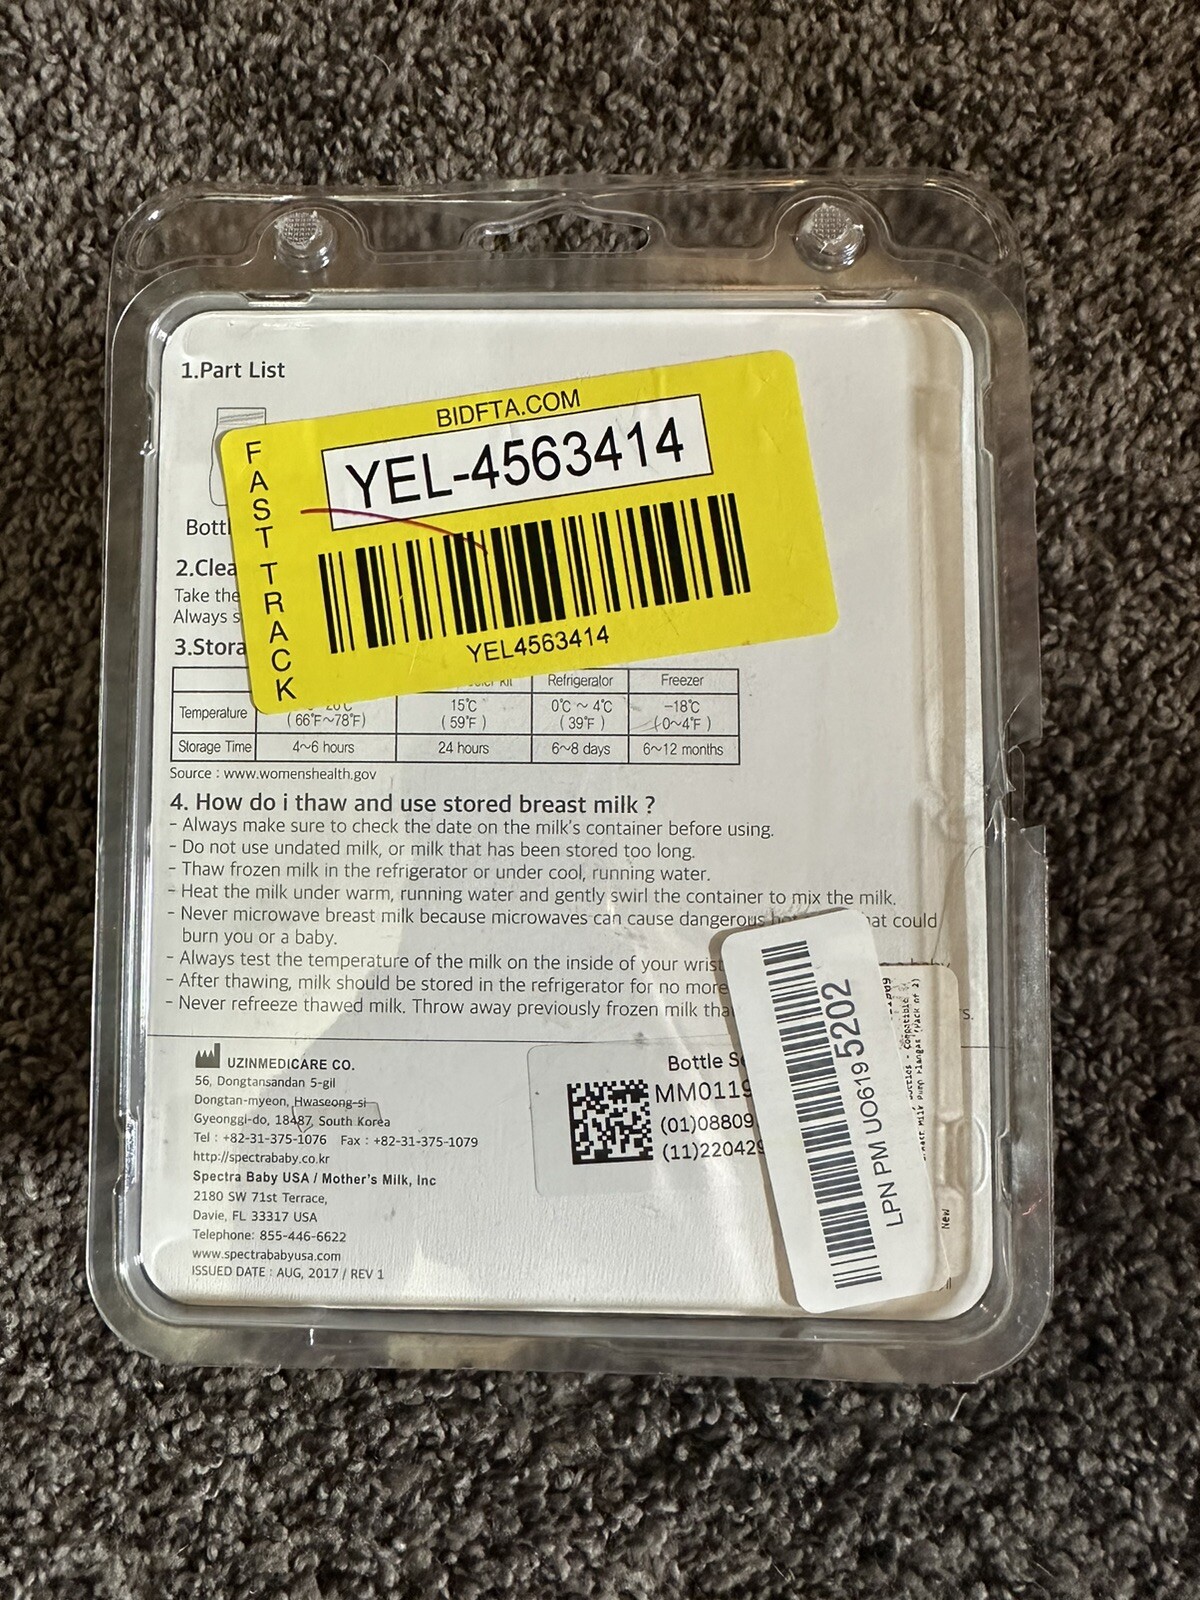 1.Part List
BIDFTA.COM
YEL-4563414
FAST TRACK
YEL4563414
2.Clea
Take the
Always s
3.Stora
Refrigerator Freezer
Temperature (66°F~78°F) 15℃ (59°F) 0℃ ~ 4℃ (39°F) −18℃ (0~4°F)
Storage Time 4~6 hours 24 hours 6~8 days 6~12 months
Source : www.womenshealth.gov
4. How do i thaw and use stored breast milk ?
- Always make sure to check the date on the milk's container before using.
- Do not use undated milk, or milk that has been stored too long.
- Thaw frozen milk in the refrigerator or under cool, running water.
- Heat the milk under warm, running water and gently swirl the container to mix the milk.
- Never microwave breast milk because microwaves can cause dangerous could
burn you or a baby.
- Always test the temperature of the milk on the inside of your wrist
- After thawing, milk should be stored in the refrigerator for no more
- Never refreeze thawed milk. Throw away previously frozen milk tha
UZINMEDICARE CO.
56, Dongtansandan 5-gil
Dongtan-myeon, Hwaseong-si
Gyeonggi-do, 18487, South Korea
Tel : +82-31-375-1076 Fax : +82-31-375-1079
http://spectrababy.co.kr
Spectra Baby USA / Mother's Milk, Inc
2180 SW 71st Terrace,
Davie, FL 33317 USA
Telephone: 855-446-6622
www.spectrababyusa.com
ISSUED DATE : AUG, 2017 / REV 1
Bottle S
MM0119
(01)08809
(11)220429
LPN PM UO619 5202
Bottles - Compatible
Milk Pump Flanges (Pack of 2)
New